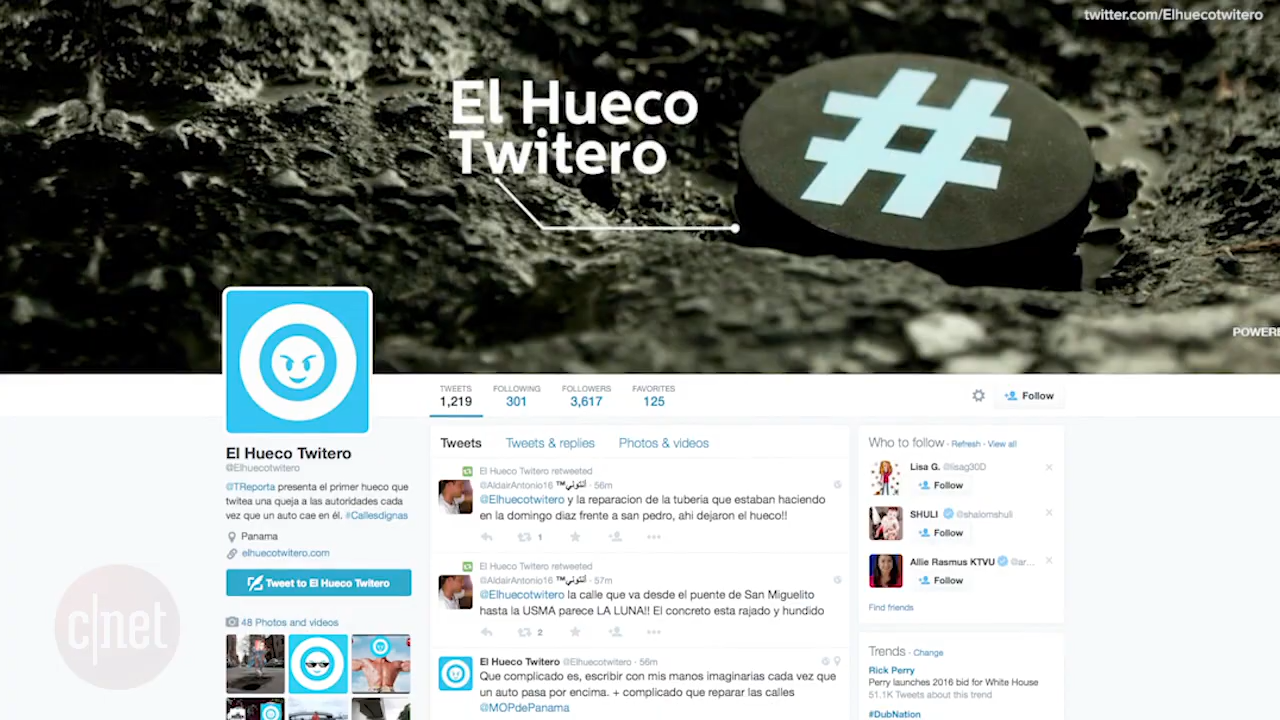 twitter.com/Elhuecotwitero
El Hueco
Twitero
#
POWERE
TWEETS FOLLOWING FOLLOWERS FAVORITES
1,219 301 3,617 125
Follow
El Hueco Twitero
@Elhuecotwitero
@TReporta presenta el primer hueco que
twitea una queja a las autoridades cada
vez que un auto cae en él. #Callesdignas
Panama
elhuecotwitero.com
Tweet to El Hueco Twitero
48 Photos and videos
Tweets Tweets & replies Photos & videos
El Hueco Twitero retweeted
@AldairAntonio16 ™أنتوني · 56m
@Elhuecotwitero y la reparacion de la tuberia que estaban haciendo
en la domingo diaz frente a san pedro, ahi dejaron el hueco!!
1
El Hueco Twitero retweeted
@AldairAntonio16 ™أنتوني · 57m
@Elhuecotwitero la calle que va desde el puente de San Miguelito
hasta la USMA parece LA LUNA!! El concreto esta rajado y hundido
2
El Hueco Twitero @Elhuecotwitero · 56m
Que complicado es, escribir con mis manos imaginarias cada vez que
un auto pasa por encima. + complicado que reparar las calles
@MOPdePanama
Who to follow · Refresh · View all
Lisa G. @lisag30D
Follow
SHULI @shalomshuli
Follow
Allie Rasmus KTVU @ar...
Follow
Find friends
Trends · Change
Rick Perry
Perry launches 2016 bid for White House
51.1K Tweets about this trend
#DubNation
c|net